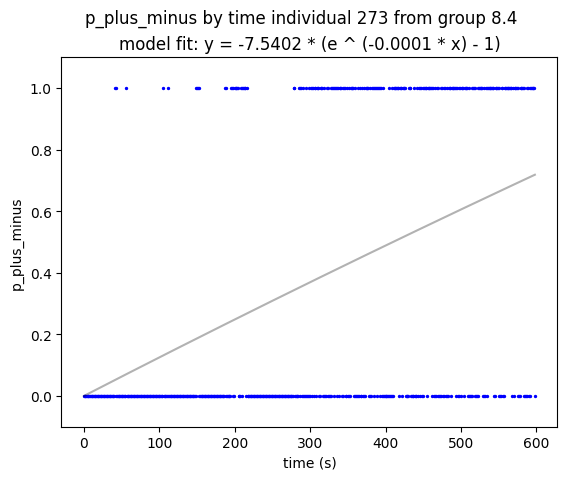 p_plus_minus by time individual 273 from group 8.4
model fit: y = -7.5402 * (e ^ (-0.0001 * x) - 1)
1.0
0.8
0.6
0.4
0.2
0.0
p_plus_minus
0 100 200 300 400 500 600
time (s)